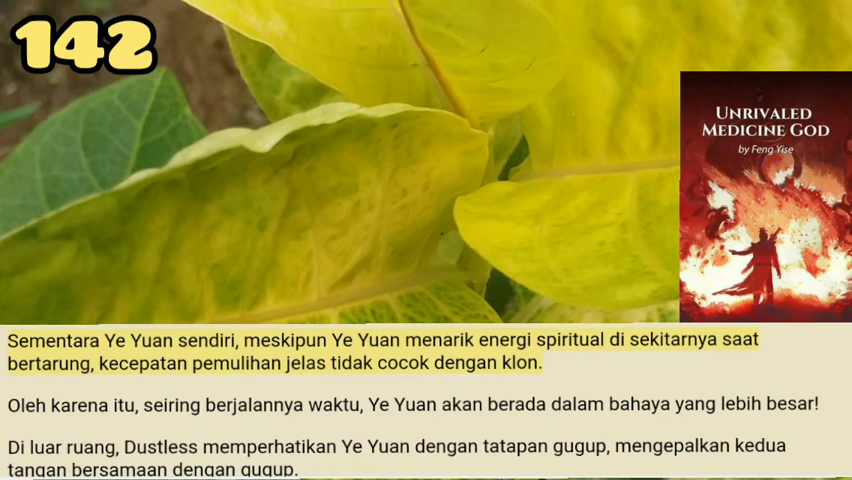 142
UNRIVALED
MEDICINE GOD
by Feng Yise
Sementara Ye Yuan sendiri, meskipun Ye Yuan menarik energi spiritual di sekitarnya saat
bertarung, kecepatan pemulihan jelas tidak cocok dengan klon.
Oleh karena itu, seiring berjalannya waktu, Ye Yuan akan berada dalam bahaya yang lebih besar!
Di luar ruang, Dustless memperhatikan Ye Yuan dengan tatapan gugup, mengepalkan kedua
tangan bersamaan dengan gugup.